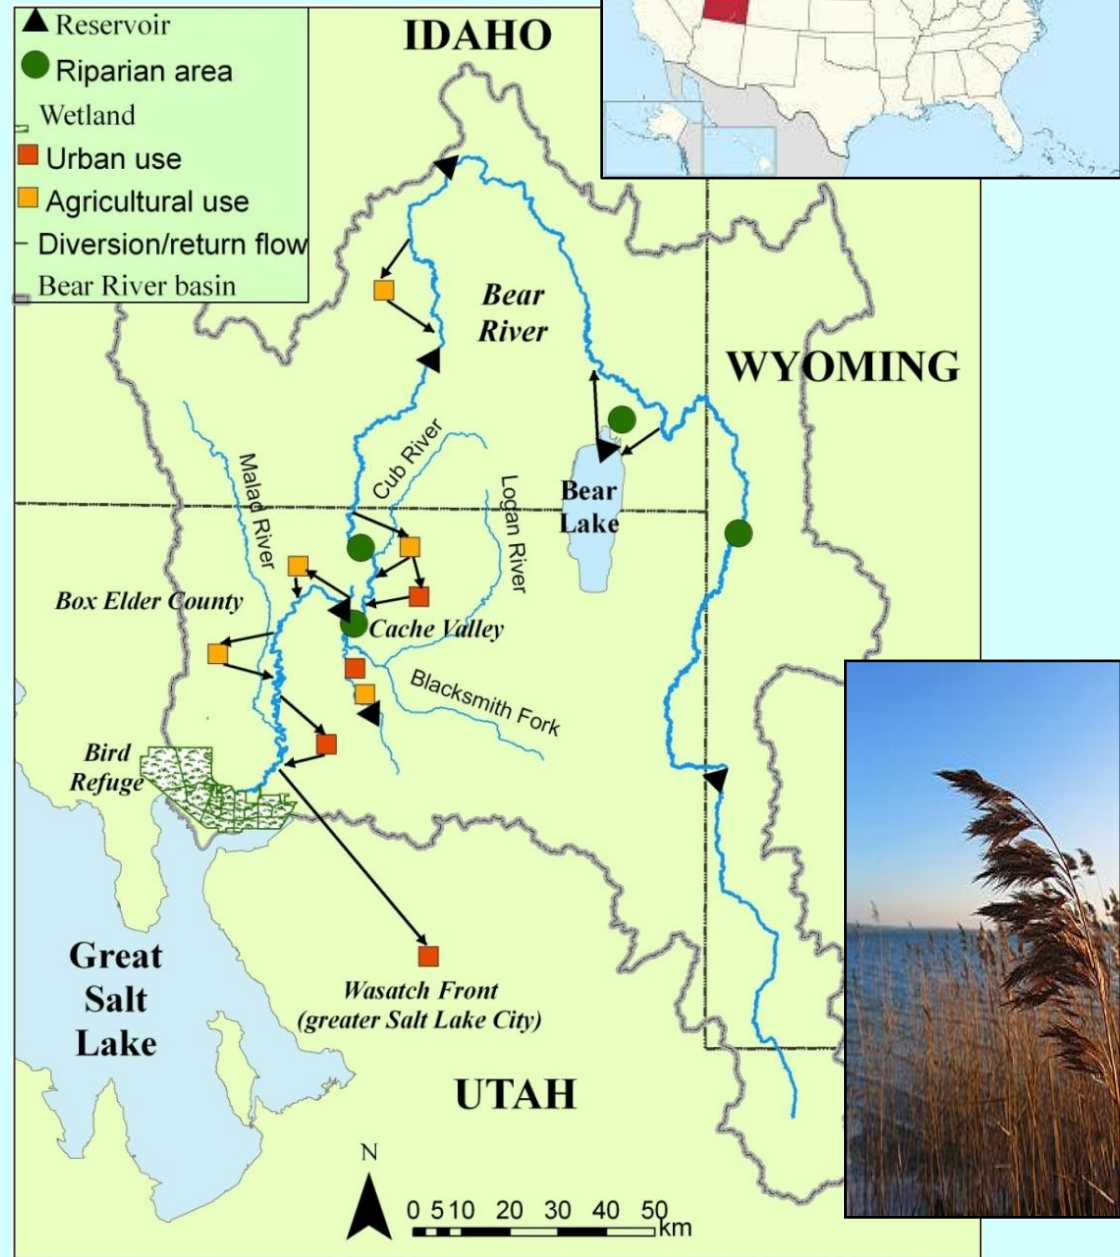 Reservoir
Riparian area
Wetland
Urban use
Agricultural use
Diversion/return flow
Bear River basin
IDAHO
Bear
River
WYOMING
Cub River
Malad River
Logan River
Bear
Lake
Box Elder County
Cache Valley
Blacksmith Fork
Bird
Refuge
Great
Salt
Lake
Wasatch Front
(greater Salt Lake City)
UTAH
N
0 5 10 20 30 40 50
km